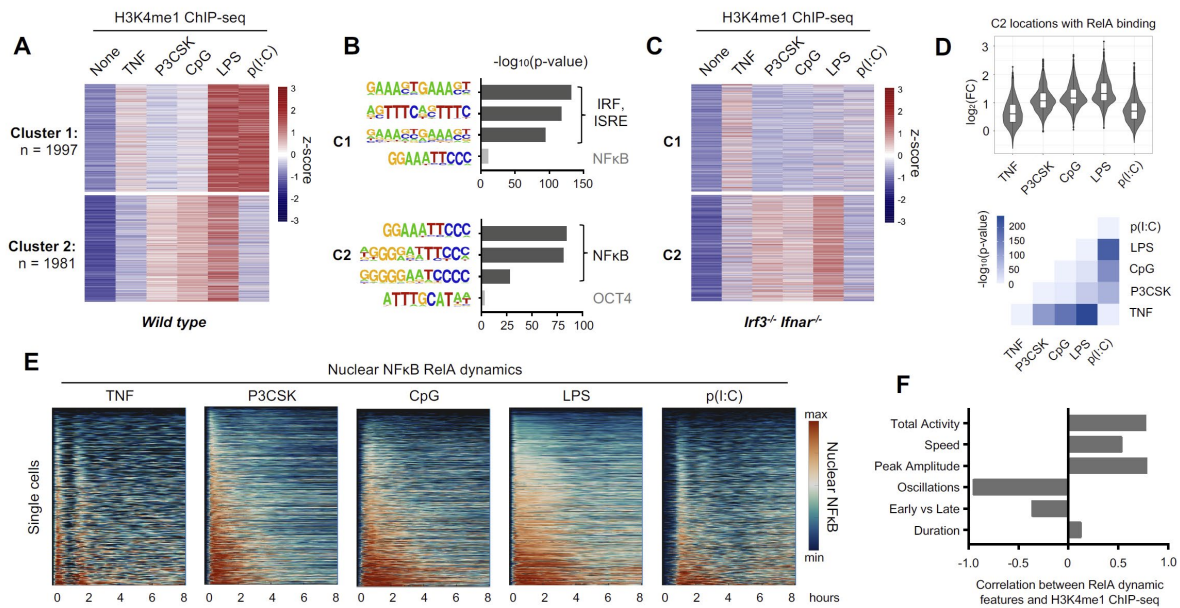 A
H3K4me1 ChIP-seq
None
TNF
P3CSK
CpG
LPS
p(I:C)
Cluster 1:
n = 1997
Cluster 2:
n = 1981
Wild type
3
2
1
0
-1
-2
-3
z-score
B
-log₁₀(p-value)
C1
IRF,
ISRE
GGAAATTCCC
NFκB
0 50 100 150
C2
GGAAATTCCC
NFκB
GGGGGAATCCCC
OCT4
0 25 50 75 100
C
H3K4me1 ChIP-seq
None
TNF
P3CSK
CpG
LPS
p(I:C)
C1
C2
Irf3-/- Ifnar-/-
3
2
1
0
-1
-2
-3
z-score
D
C2 locations with RelA binding
log₂(FC)
3
2
1
0
TNF
P3CSK
CpG
LPS
p(I:C)
-log₁₀(p-value)
200
150
100
50
0
p(I:C)
LPS
CpG
P3CSK
TNF
TNF
P3CSK
CpG
LPS
p(I:C)
E
Nuclear NFκB RelA dynamics
TNF P3CSK CpG LPS p(I:C)
Single cells
max
Nuclear NFκB
min
0 2 4 6 8 0 2 4 6 8 0 2 4 6 8 0 2 4 6 8 0 2 4 6 8 hours
F
Total Activity
Speed
Peak Amplitude
Oscillations
Early vs Late
Duration
-1.0 -0.5 0 0.5 1.0
Correlation between RelA dynamic
features and H3K4me1 ChIP-seq